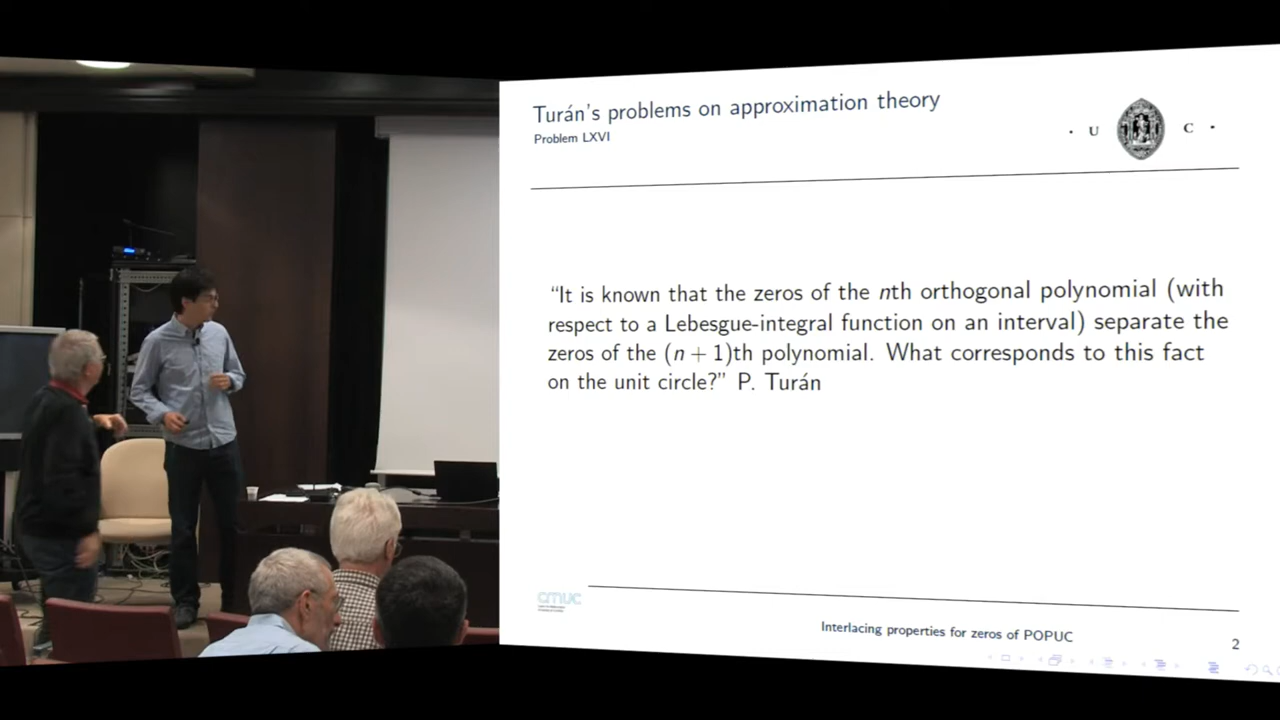 Turán's problems on approximation theory
Problem LXVI
· U C ·
“It is known that the zeros of the nth orthogonal polynomial (with
respect to a Lebesgue-integral function on an interval) separate the
zeros of the (n + 1)th polynomial. What corresponds to this fact
on the unit circle?” P. Turán
cmuc
Interlacing properties for zeros of POPUC
2